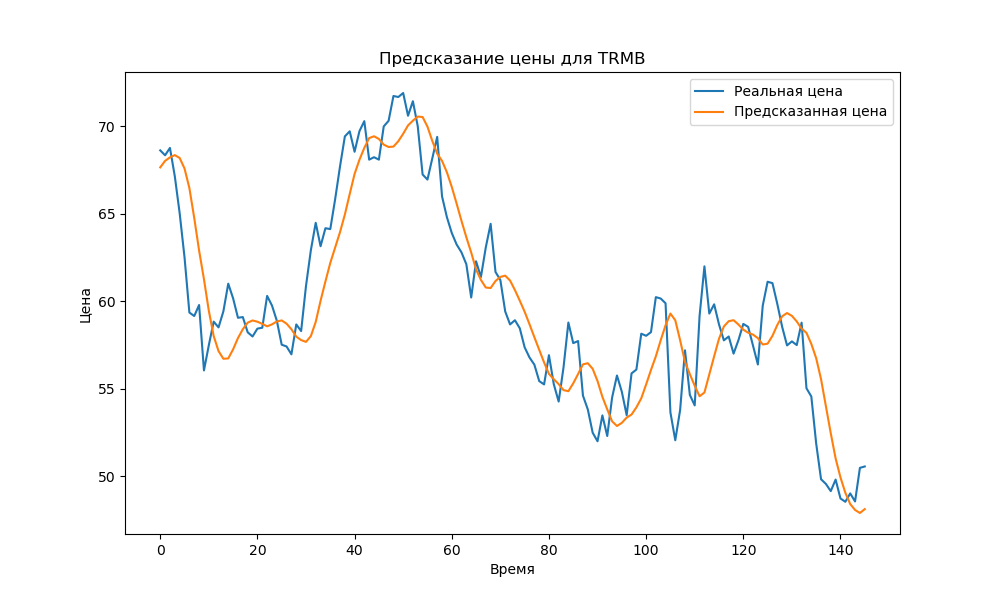 Предсказание цены для TRMB
Реальная цена
Предсказанная цена
Цена
70
65
60
55
50
0 20 40 60 80 100 120 140
Время